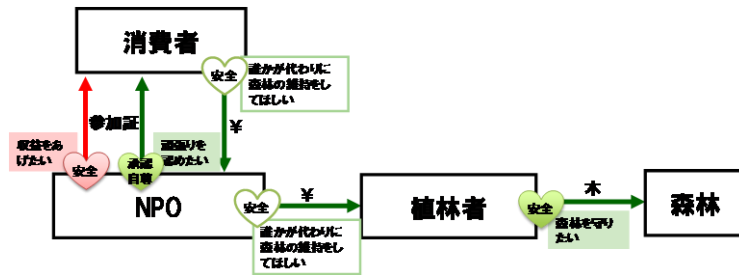 消費者
安全
誰かが代わりに
森林の維持をし
てほしい
参加証
¥
収益をあ
げたい
安全
承認
自尊
頑張りを
認めたい
NPO
安全
¥
誰かが代わりに
森林の維持をし
てほしい
植林者
安全
木
森林を守り
たい
森林